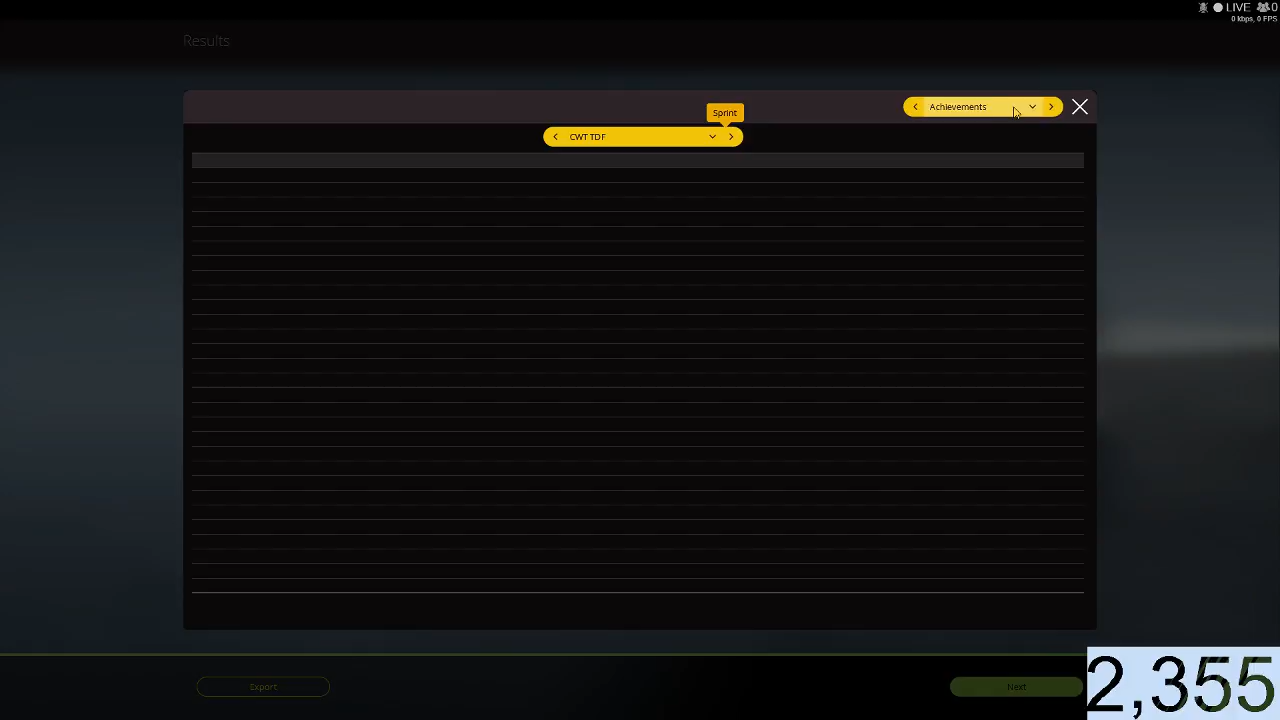 LIVE 0
0 kbps, 0 FPS
Results
Achievements
Sprint
CWT TDF
Export
Next
2,355